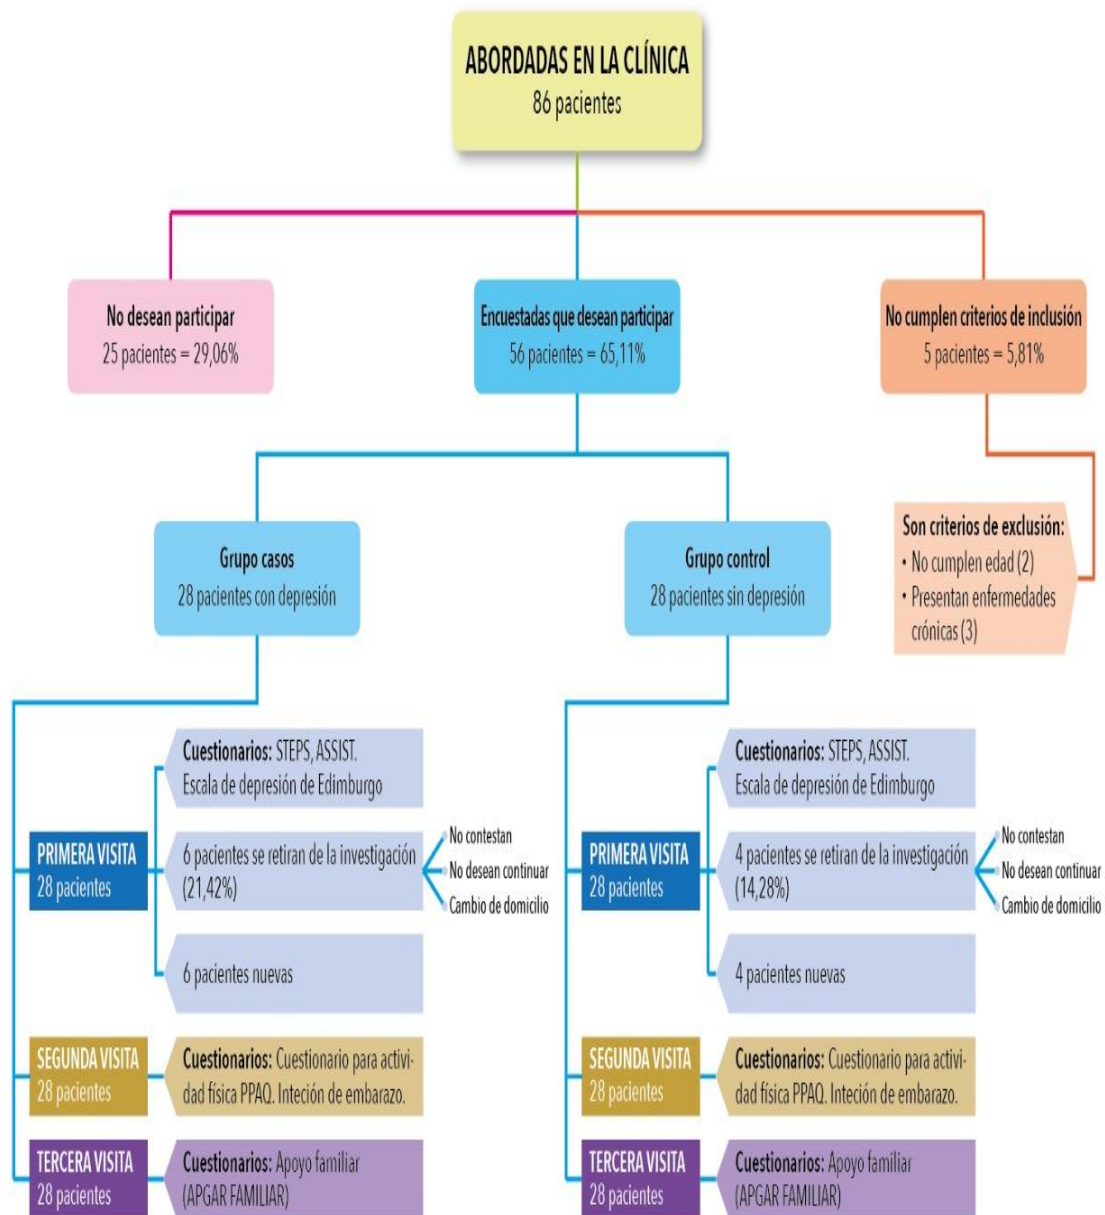 ABORDADAS EN LA CLÍNICA
86 pacientes
No desean participar
25 pacientes = 29,06%
Encuestadas que desean participar
56 pacientes = 65,11%
No cumplen criterios de inclusión
5 pacientes = 5,81%
Son criterios de exclusión:
• No cumplen edad (2)
• Presentan enfermedades
crónicas (3)
Grupo casos
28 pacientes con depresión
Grupo control
28 pacientes sin depresión
PRIMERA VISITA
28 pacientes
Cuestionarios: STEPS, ASSIST.
Escala de depresión de Edimburgo
6 pacientes se retiran de la investigación
(21,42%)
No contestan
No desean continuar
Cambio de domicilio
6 pacientes nuevas
SEGUNDA VISITA
28 pacientes
Cuestionarios: Cuestionario para activi-
dad física PPAQ. Inteción de embarazo.
TERCERA VISITA
28 pacientes
Cuestionarios: Apoyo familiar
(APGAR FAMILIAR)
PRIMERA VISITA
28 pacientes
Cuestionarios: STEPS, ASSIST.
Escala de depresión de Edimburgo
4 pacientes se retiran de la investigación
(14,28%)
No contestan
No desean continuar
Cambio de domicilio
4 pacientes nuevas
SEGUNDA VISITA
28 pacientes
Cuestionarios: Cuestionario para activi-
dad física PPAQ. Inteción de embarazo.
TERCERA VISITA
28 pacientes
Cuestionarios: Apoyo familiar
(APGAR FAMILIAR)